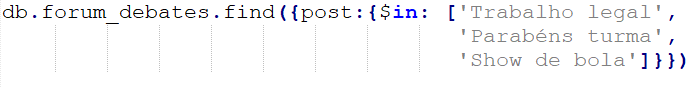 db.forum_debates.find({post:{$in: ['Trabalho legal',
'Parabéns turma',
'Show de bola']}})